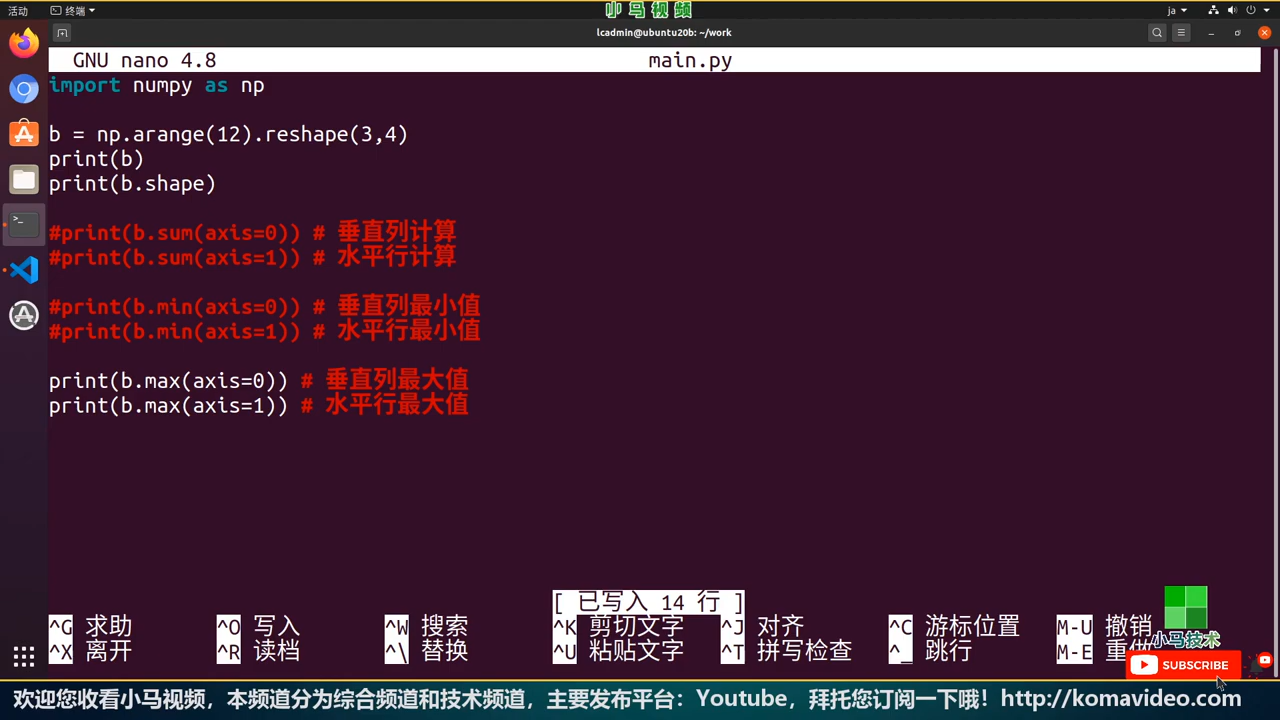 活动
终端
小马视频
ja
lcadmin@ubuntu20b: ~/work
GNU nano 4.8 main.py
import numpy as np
b = np.arange(12).reshape(3,4)
print(b)
print(b.shape)
#print(b.sum(axis=0)) # 垂直列计算
#print(b.sum(axis=1)) # 水平行计算
#print(b.min(axis=0)) # 垂直列最小值
#print(b.min(axis=1)) # 水平行最小值
print(b.max(axis=0)) # 垂直列最大值
print(b.max(axis=1)) # 水平行最大值
[ 已写入 14 行 ]
^G 求助 ^O 写入 ^W 搜索 ^K 剪切文字 ^J 对齐 ^C 游标位置 M-U 撤销
^X 离开 ^R 读档 ^\ 替换 ^U 粘贴文字 ^T 拼写检查 ^_ 跳行 M-E 重做
小马技术
SUBSCRIBE
欢迎您收看小马视频，本频道分为综合频道和技术频道，主要发布平台：Youtube，拜托您订阅一下哦！http://komavideo.com